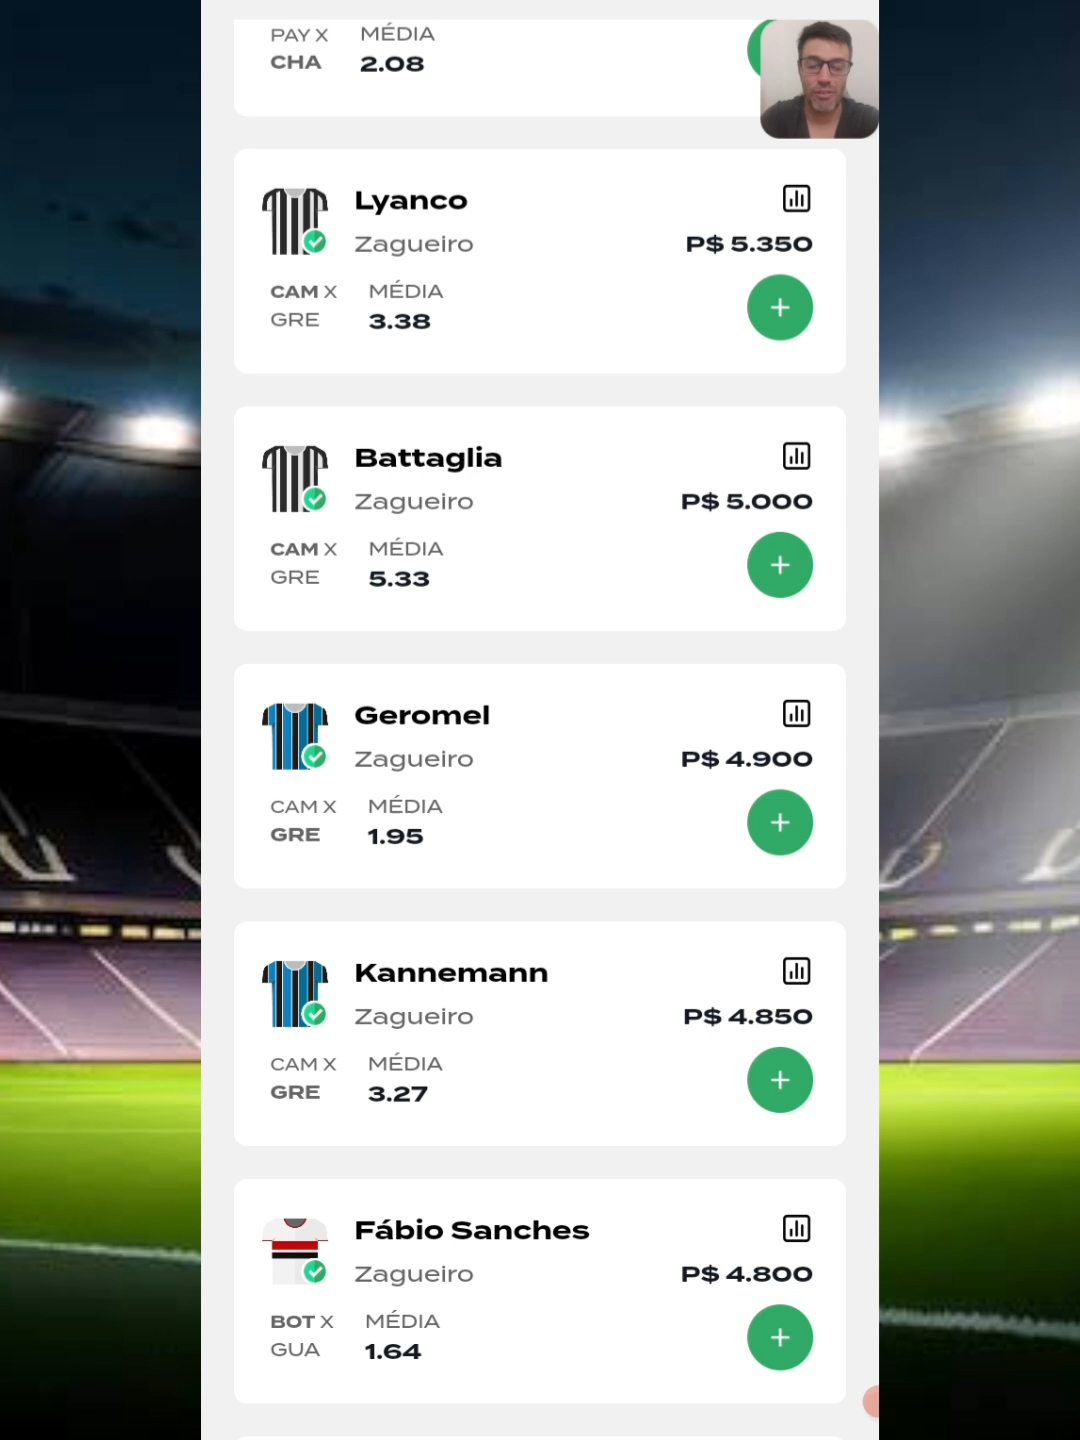 PAY X MÉDIA
CHA 2.08
Lyanco
Zagueiro P$ 5.350
CAM X MÉDIA
GRE 3.38
Battaglia
Zagueiro P$ 5.000
CAM X MÉDIA
GRE 5.33
Geromel
Zagueiro P$ 4.900
CAM X MÉDIA
GRE 1.95
Kannemann
Zagueiro P$ 4.850
CAM X MÉDIA
GRE 3.27
Fábio Sanches
Zagueiro P$ 4.800
BOT X MÉDIA
GUA 1.64